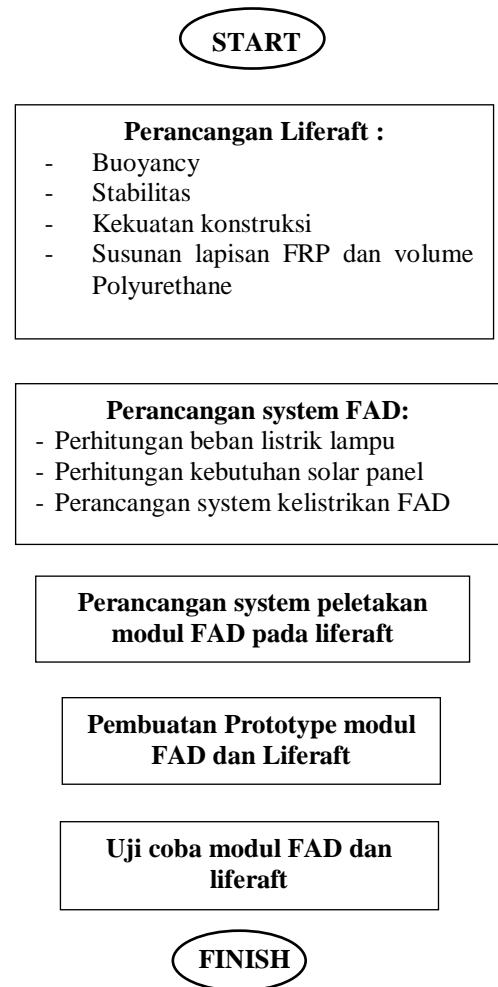 START
Perancangan Liferaft :
- Buoyancy
- Stabilitas
- Kekuatan konstruksi
- Susunan lapisan FRP dan volume
Polyurethane
Perancangan system FAD:
- Perhitungan beban listrik lampu
- Perhitungan kebutuhan solar panel
- Perancangan system kelistrikan FAD
Perancangan system peletakan
modul FAD pada liferaft
Pembuatan Prototype modul
FAD dan Liferaft
Uji coba modul FAD dan
liferaft
FINISH